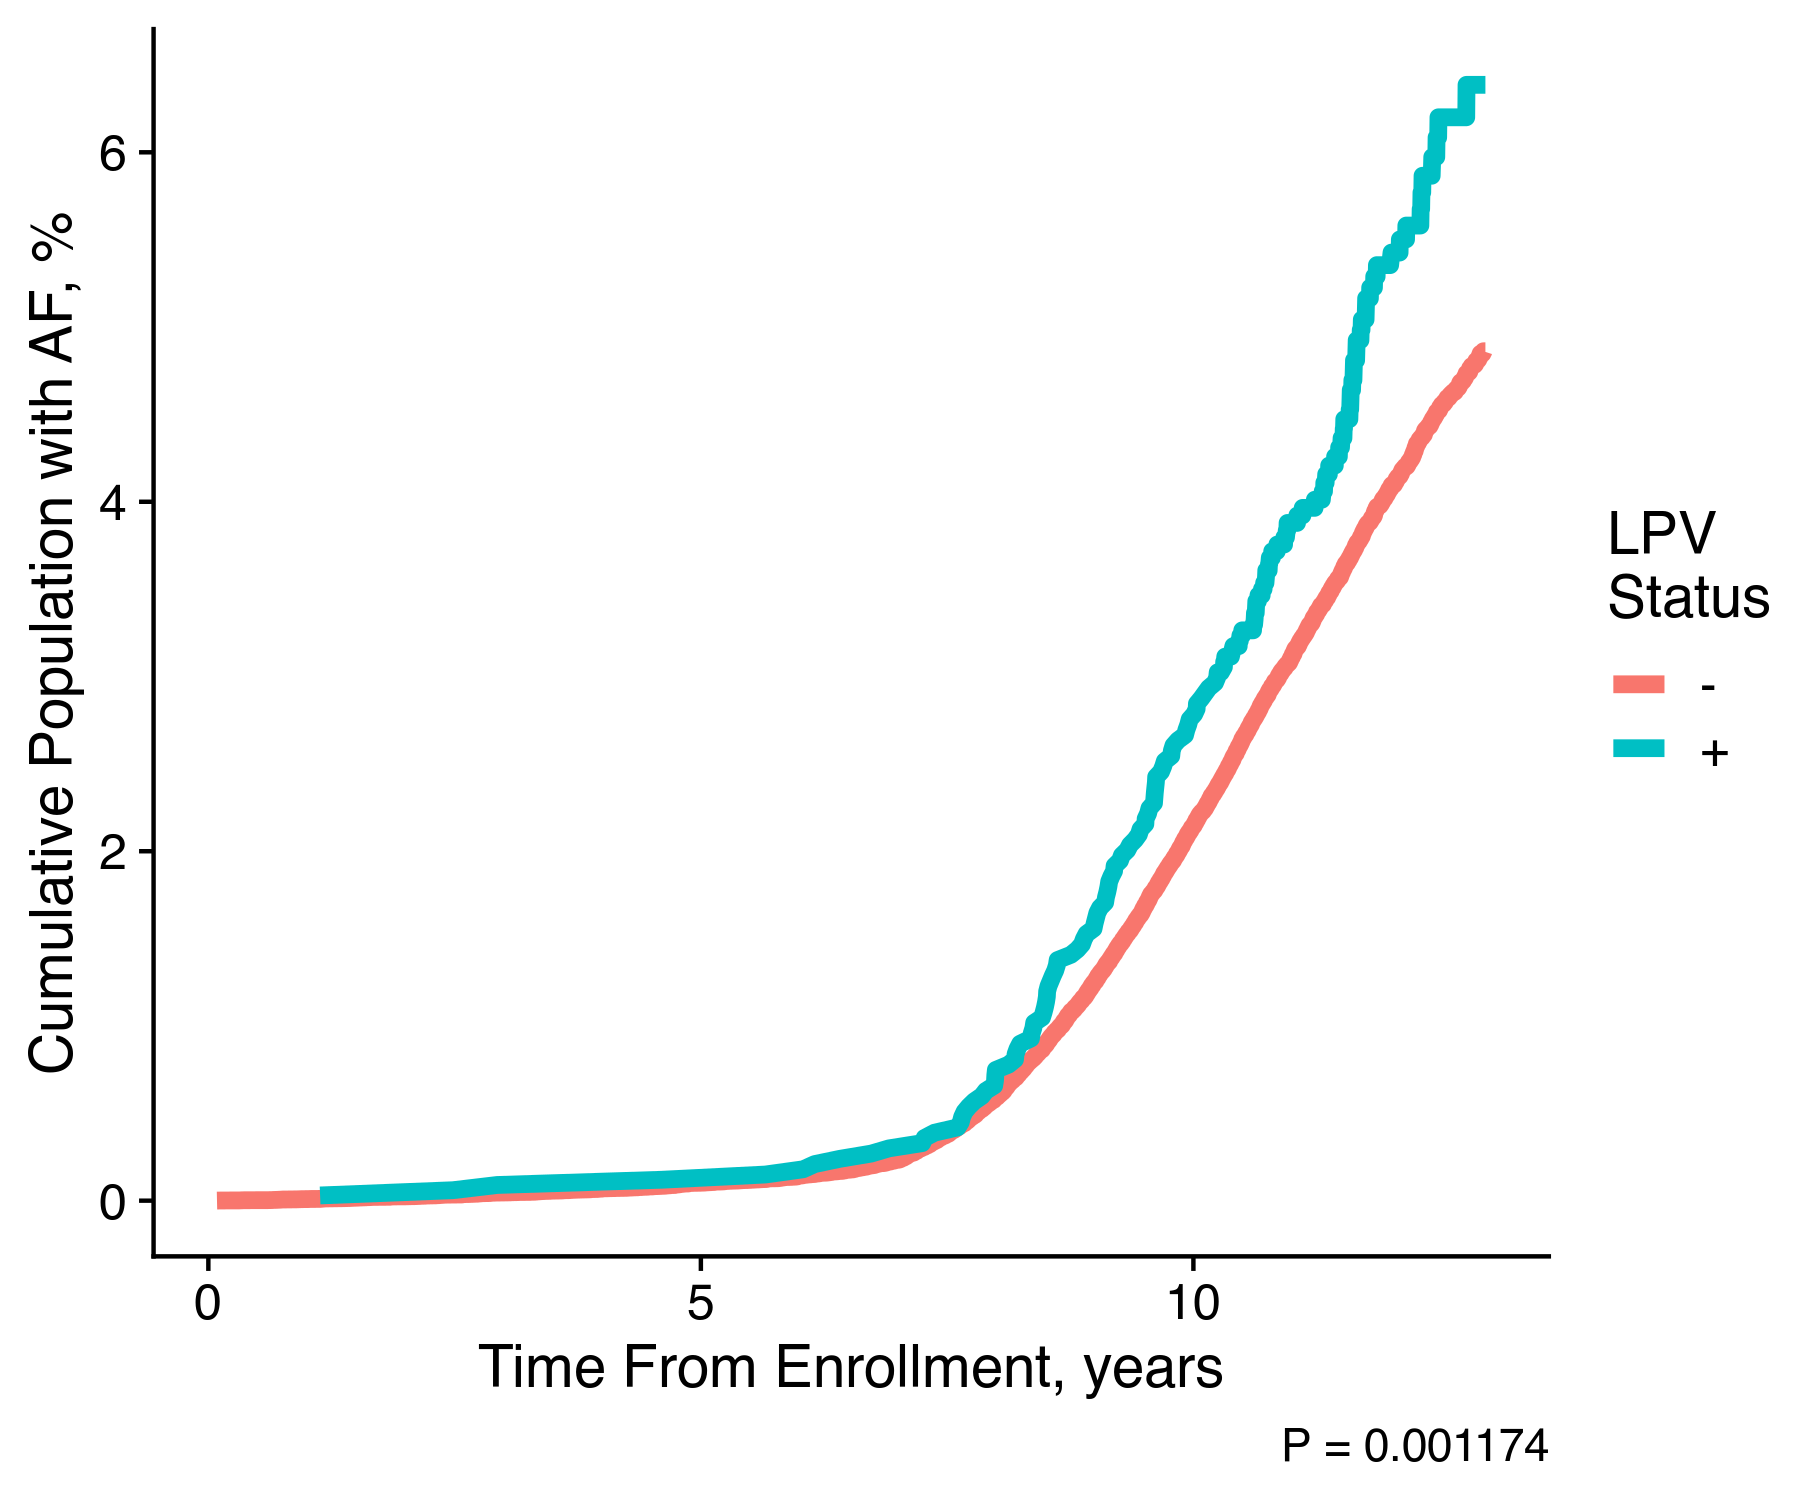 Cumulative Population with AF, %
6
4
2
0
0 5 10
Time From Enrollment, years
P = 0.001174
LPV
Status
-
+